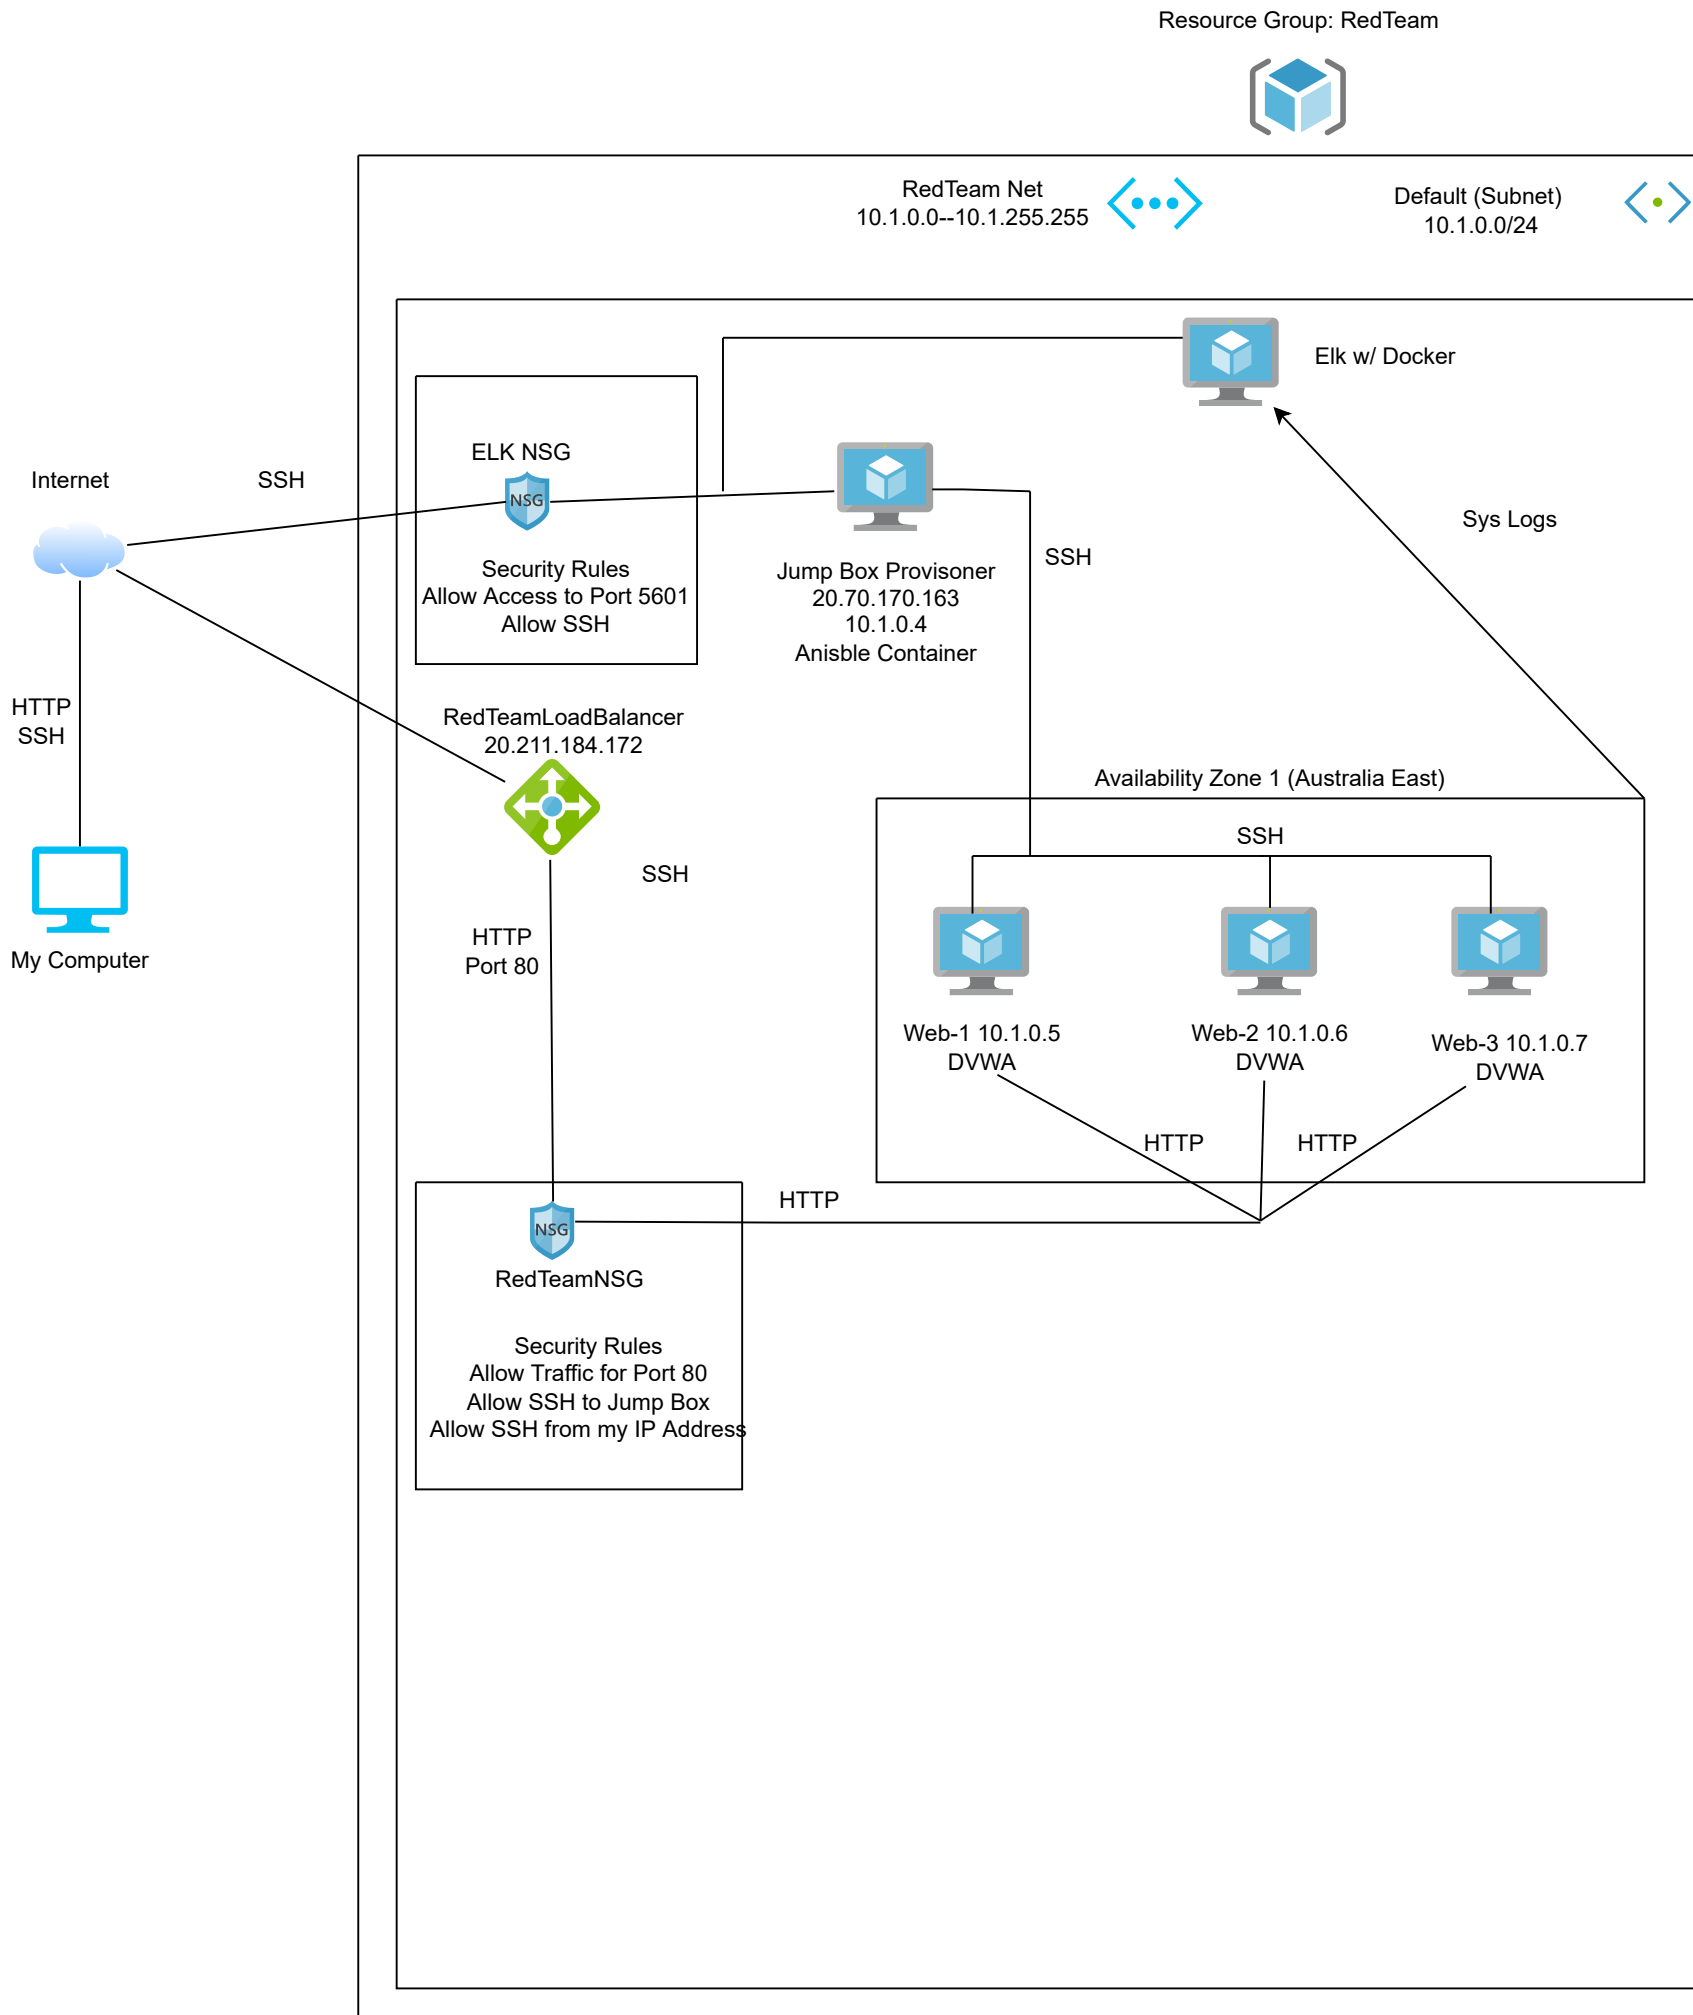 Resource Group: RedTeam
RedTeam Net
10.1.0.0--10.1.255.255
Default (Subnet)
10.1.0.0/24
Elk w/ Docker
ELK NSG
NSG
Security Rules
Allow Access to Port 5601
Allow SSH
Internet
SSH
Jump Box Provisoner
20.70.170.163
10.1.0.4
Anisble Container
SSH
Sys Logs
HTTP
SSH
My Computer
RedTeamLoadBalancer
20.211.184.172
SSH
HTTP
Port 80
Availability Zone 1 (Australia East)
SSH
Web-1 10.1.0.5
DVWA
Web-2 10.1.0.6
DVWA
Web-3 10.1.0.7
DVWA
HTTP
HTTP
HTTP
NSG
RedTeamNSG
Security Rules
Allow Traffic for Port 80
Allow SSH to Jump Box
Allow SSH from my IP Address